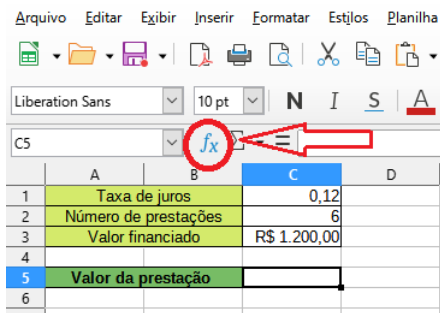 Arquivo Editar Exibir Inserir Formatar Estilos Planilha
Liberation Sans 10 pt N I S A
C5 fx Σ =
A B C D
1 Taxa de juros 0,12
2 Número de prestações 6
3 Valor financiado R$ 1.200,00
4
5 Valor da prestação
6